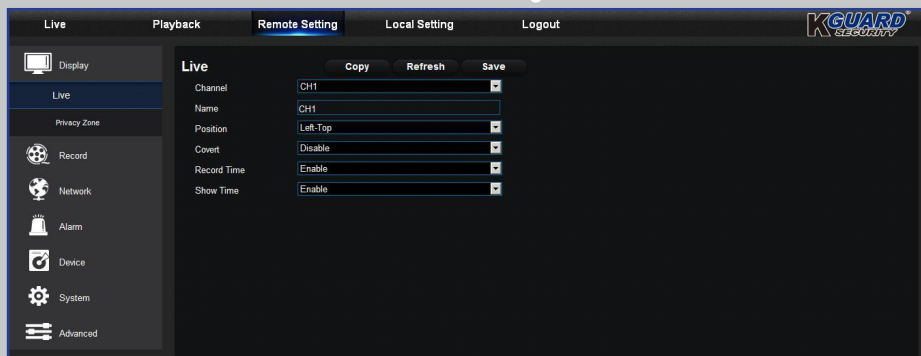 Live Playback Remote Setting Local Setting Logout KGUARD® SECURITY
Display
Live
Privacy Zone
Record
Network
Alarm
Device
System
Advanced
Live Copy Refresh Save
Channel CH1
Name CH1
Position Left-Top
Covert Disable
Record Time Enable
Show Time Enable